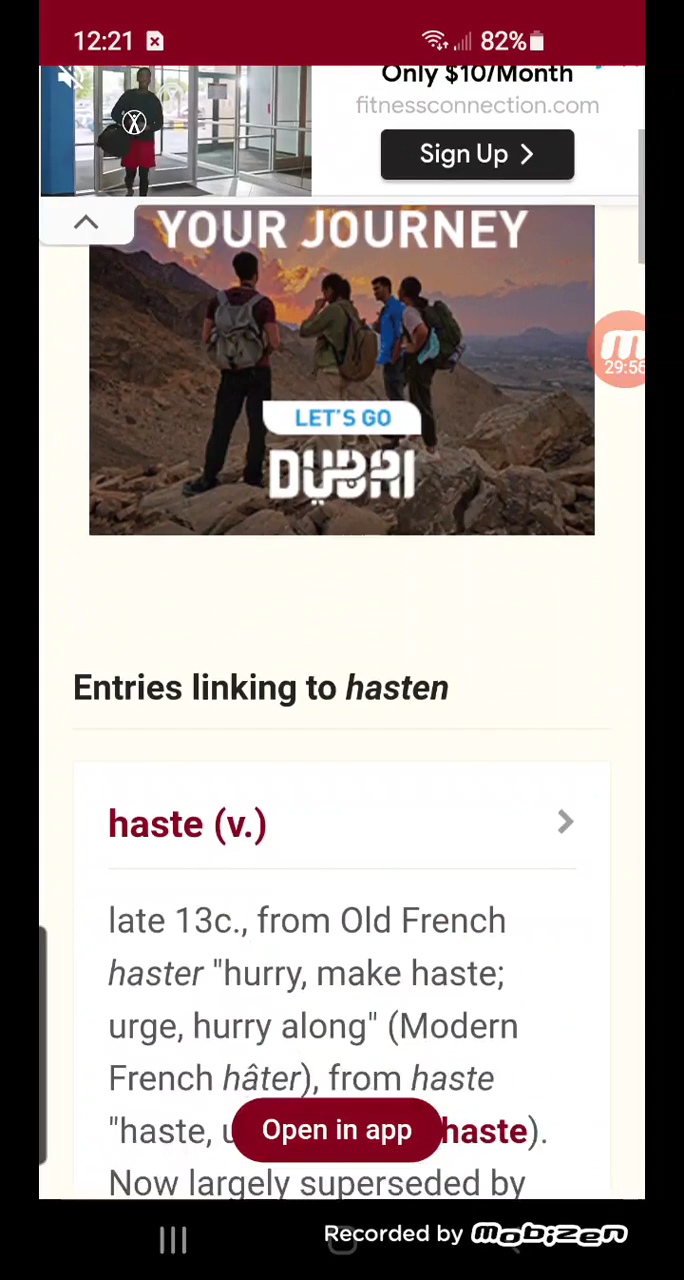 12:21
82%
Only $10/Month
fitnessconnection.com
Sign Up
YOUR JOURNEY
29:56
LET'S GO
DUBAI
Entries linking to hasten
haste (v.)
late 13c., from Old French
haster "hurry, make haste;
urge, hurry along" (Modern
French hâter), from haste
"haste, haste).
Open in app
Now largely superseded by
Recorded by mobizen